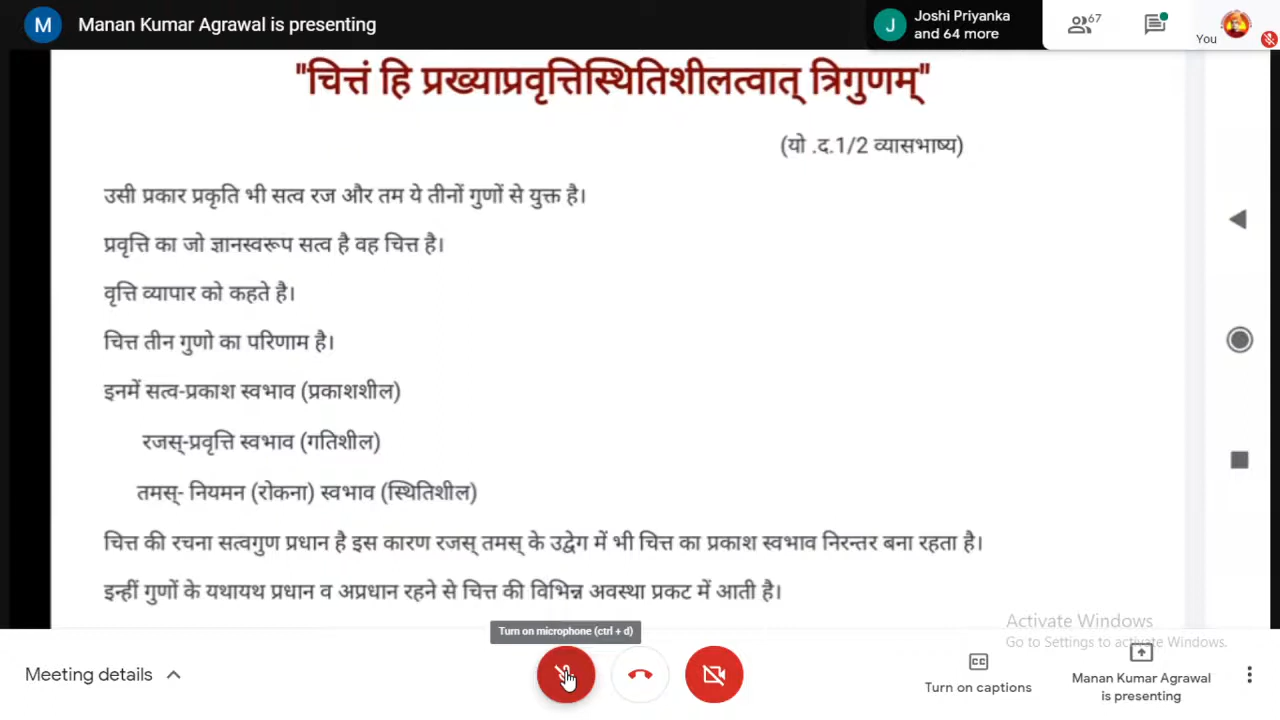 M Manan Kumar Agrawal is presenting
J Joshi Priyanka
and 64 more
67
You
"चित्तं हि प्रख्याप्रवृत्तिस्थितिशीलत्वात् त्रिगुणम्"
(यो .द.1/2 व्यासभाष्य)
उसी प्रकार प्रकृति भी सत्व रज और तम ये तीनों गुणों से युक्त है।
प्रवृत्ति का जो ज्ञानस्वरूप सत्व है वह चित्त है।
वृत्ति व्यापार को कहते है।
चित्त तीन गुणो का परिणाम है।
इनमें सत्व-प्रकाश स्वभाव (प्रकाशशील)
रजस्-प्रवृत्ति स्वभाव (गतिशील)
तमस्- नियमन (रोकना) स्वभाव (स्थितिशील)
चित्त की रचना सत्वगुण प्रधान है इस कारण रजस् तमस् के उद्वेग में भी चित्त का प्रकाश स्वभाव निरन्तर बना रहता है।
इन्हीं गुणों के यथायथ प्रधान व अप्रधान रहने से चित्त की विभिन्न अवस्था प्रकट में आती है।
Turn on microphone (ctrl + d)
Activate Windows
Go to Settings to activate Windows.
Meeting details
CC
Turn on captions
Manan Kumar Agrawal
is presenting